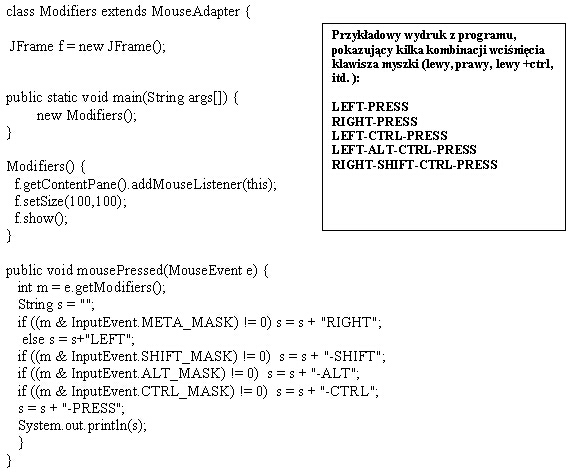 class Modifiers extends MouseAdapter {
JFrame f = new JFrame();
public static void main(String args[]) {
new Modifiers();
}
Modifiers() {
f.getContentPane().addMouseListener(this);
f.setSize(100,100);
f.show();
}
public void mousePressed(MouseEvent e) {
int m = e.getModifiers();
String s = "";
if ((m & InputEvent.META_MASK) != 0) s = s + "RIGHT";
else s = s+"LEFT";
if ((m & InputEvent.SHIFT_MASK) != 0)  s = s + "-SHIFT";
if ((m & InputEvent.ALT_MASK) != 0)  s = s + "-ALT";
if ((m & InputEvent.CTRL_MASK) != 0)  s = s + "-CTRL";
s = s + "-PRESS";
System.out.println(s);
}
}
Przykładowy wydruk z programu,
pokazujący kilka kombinacji wciśnięcia
klawisza myszki (lewy, prawy, lewy +ctrl,
itd. ):
LEFT-PRESS
RIGHT-PRESS
LEFT-CTRL-PRESS
LEFT-ALT-CTRL-PRESS
RIGHT-SHIFT-CTRL-PRESS